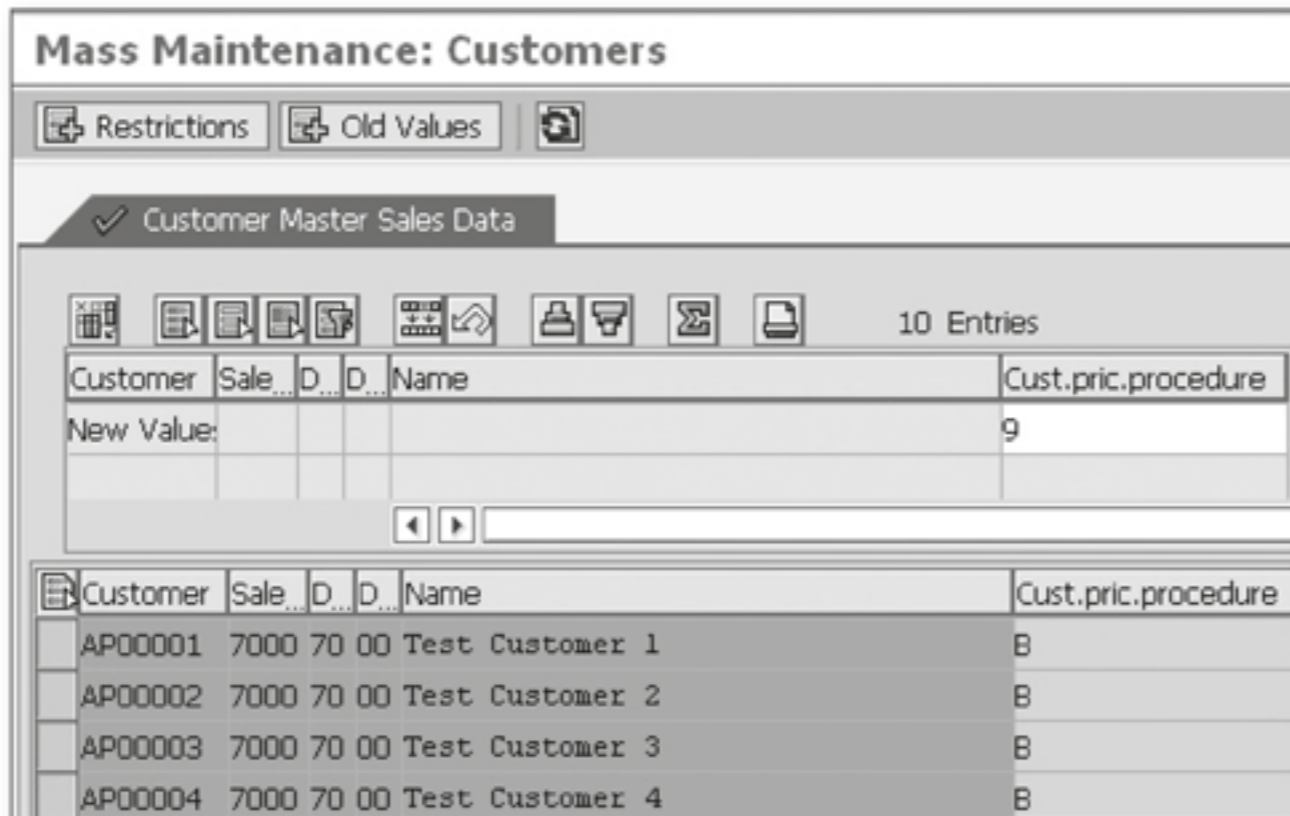 Mass Maintenance: Customers
Restrictions Old Values
Customer Master Sales Data
10 Entries
Customer Sale... D... D... Name Cust.pric.procedure
New Values 9
Customer Sale... D... D... Name Cust.pric.procedure
AP00001 7000 70 00 Test Customer 1 B
AP00002 7000 70 00 Test Customer 2 B
AP00003 7000 70 00 Test Customer 3 B
AP00004 7000 70 00 Test Customer 4 B